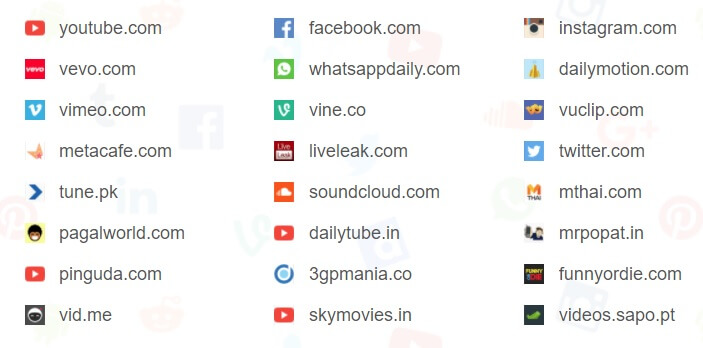 youtube.com facebook.com instagram.com
vevo.com whatsappdaily.com dailymotion.com
vimeo.com vine.co vuclip.com
metacafe.com liveleak.com twitter.com
tune.pk soundcloud.com mthai.com
pagalworld.com dailytube.in mrpopat.in
pinguda.com 3gpmania.co funnyordie.com
vid.me skymovies.in videos.sapo.pt